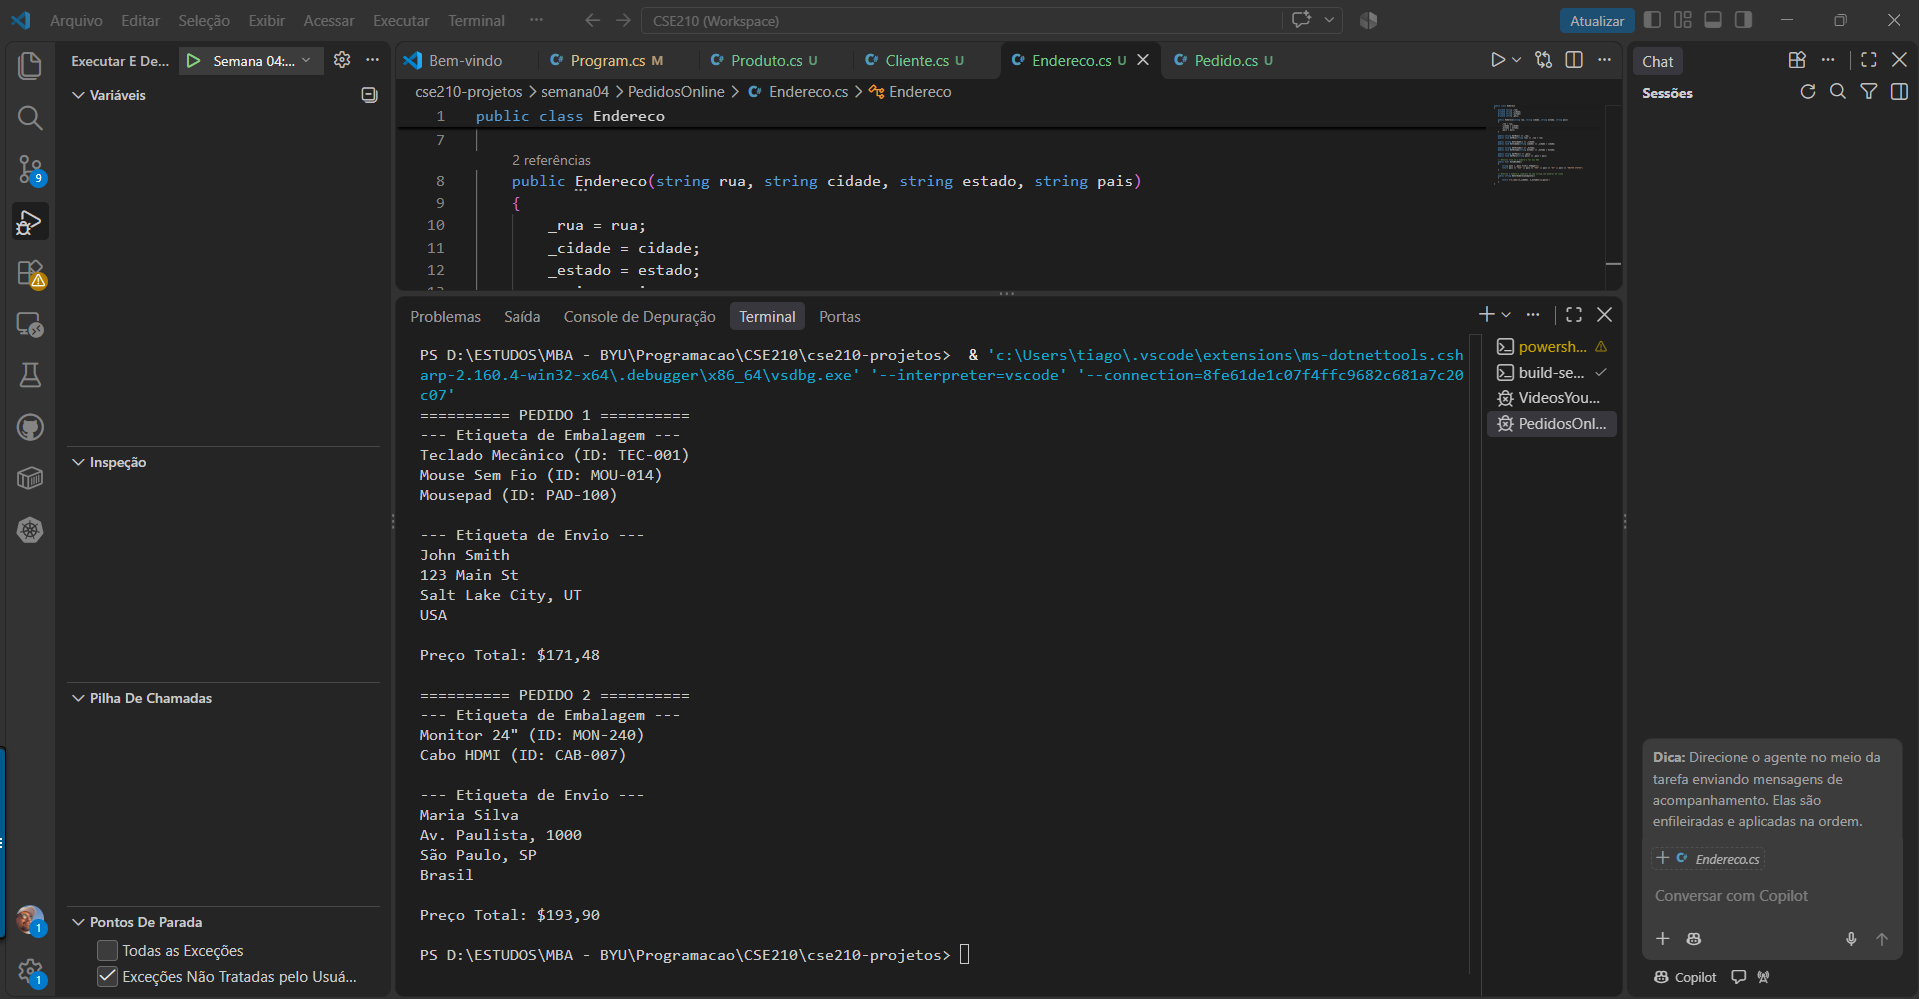 Arquivo Editar Seleção Exibir Acessar Executar Terminal ··· CSE210 (Workspace) Atualizar
Executar E De... Semana 04:...
Bem-vindo Program.cs M Produto.cs U Cliente.cs U Endereco.cs U Pedido.cs U
Chat
Variáveis
cse210-projetos > semana04 > PedidosOnline > Endereco.cs > Endereco
Sessões
1 public class Endereco
7
2 referências
8 public Endereco(string rua, string cidade, string estado, string pais)
9 {
10 _rua = rua;
11 _cidade = cidade;
12 _estado = estado;
Problemas Saída Console de Depuração Terminal Portas
PS D:\ESTUDOS\MBA - BYU\Programacao\CSE210\cse210-projetos> & 'c:\Users\tiago\.vscode\extensions\ms-dotnettools.csh
arp-2.160.4-win32-x64\.debugger\x86_64\vsdbg.exe' '--interpreter=vscode' '--connection=8fe61de1c07f4ffc9682c681a7c20
c07'
========== PEDIDO 1 ==========
--- Etiqueta de Embalagem ---
Teclado Mecânico (ID: TEC-001)
Mouse Sem Fio (ID: MOU-014)
Mousepad (ID: PAD-100)
--- Etiqueta de Envio ---
John Smith
123 Main St
Salt Lake City, UT
USA
Preço Total: $171,48
========== PEDIDO 2 ==========
--- Etiqueta de Embalagem ---
Monitor 24" (ID: MON-240)
Cabo HDMI (ID: CAB-007)
--- Etiqueta de Envio ---
Maria Silva
Av. Paulista, 1000
São Paulo, SP
Brasil
Preço Total: $193,90
PS D:\ESTUDOS\MBA - BYU\Programacao\CSE210\cse210-projetos>
powersh...
build-se...
VideosYou...
PedidosOnl...
Inspeção
Pilha De Chamadas
Pontos De Parada
Todas as Exceções
Exceções Não Tratadas pelo Usuá...
9
1
1
Dica: Direcione o agente no meio da
tarefa enviando mensagens de
acompanhamento. Elas são
enfileiradas e aplicadas na ordem.
Endereco.cs
Conversar com Copilot
Copilot